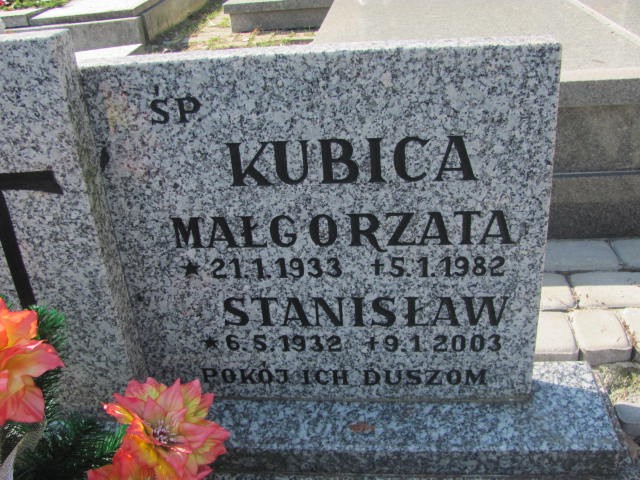 ŚP.
KUBICA
MAŁGORZATA
★21.1.1933 +5.1.1982
STANISŁAW
★6.5.1932 +9.1.2003
POKÓJ ICH DUSZOM